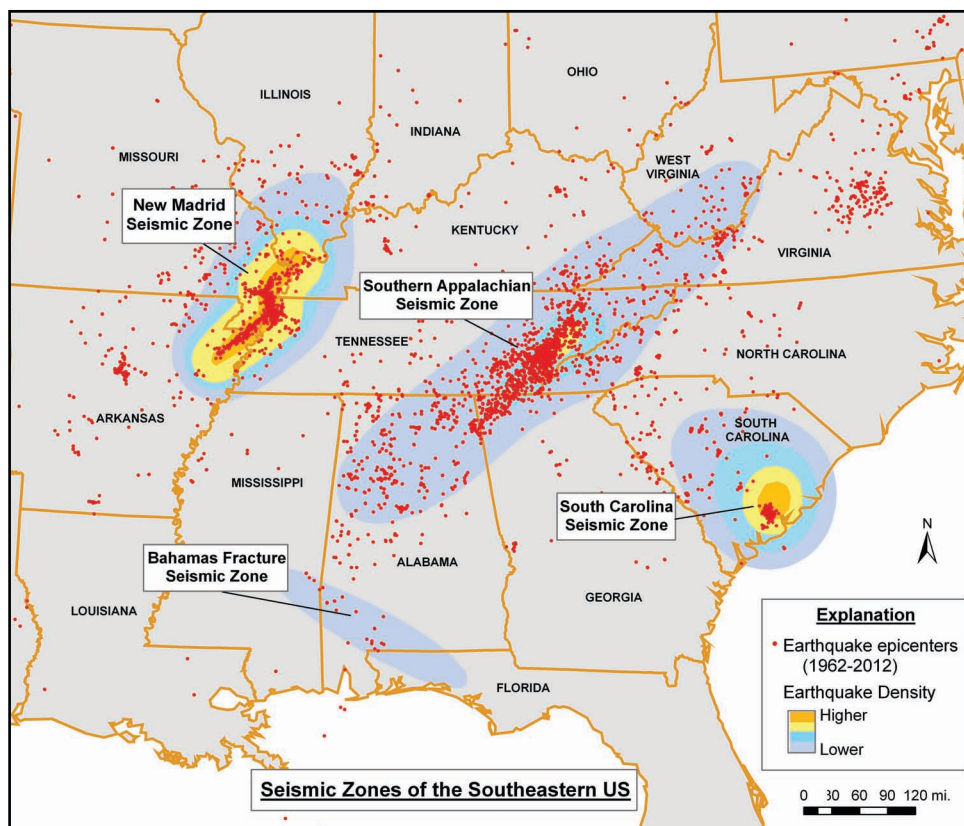 OHIO
ILLINOIS
INDIANA
MISSOURI
WEST
VIRGINIA
New Madrid
Seismic Zone
KENTUCKY
VIRGINIA
Southern Appalachian
Seismic Zone
TENNESSEE
NORTH CAROLINA
ARKANSAS
SOUTH
CAROLINA
MISSISSIPPI
South Carolina
Seismic Zone
N
Bahamas Fracture
Seismic Zone
ALABAMA
GEORGIA
LOUISIANA
FLORIDA
Explanation
Earthquake epicenters
(1962-2012)
Earthquake Density
Higher
Lower
Seismic Zones of the Southeastern US
0 30 60 90 120 mi.